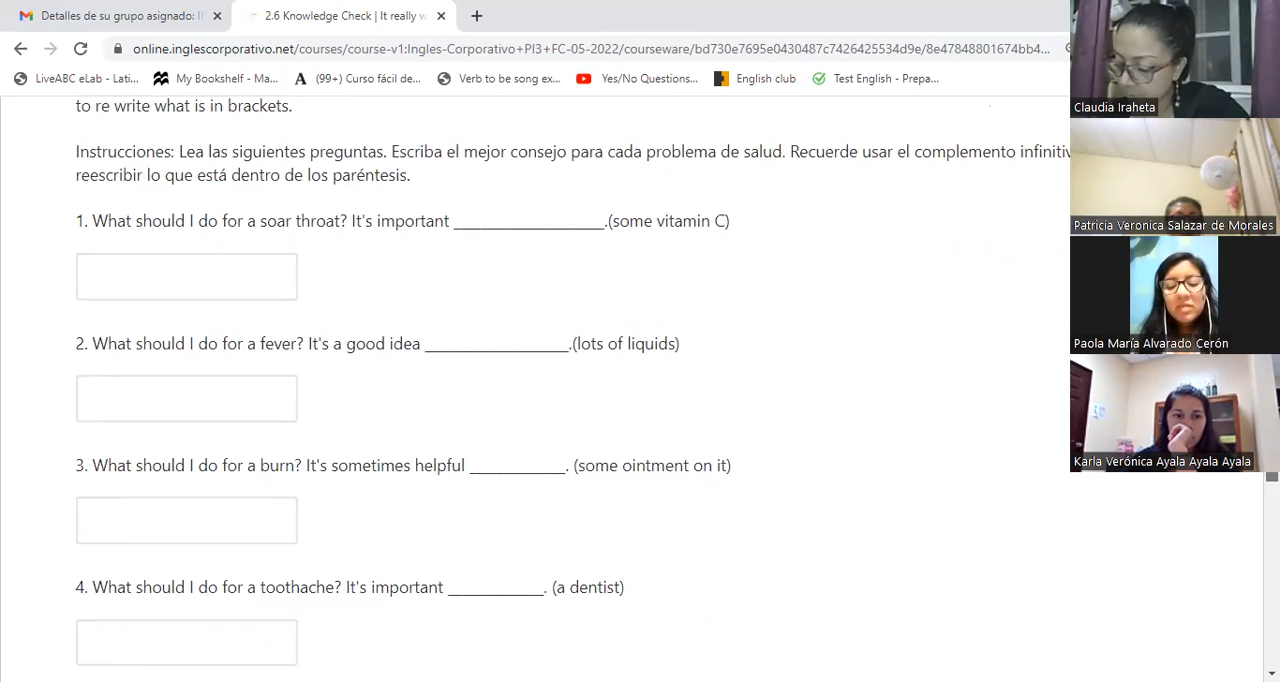 Detalles de su grupo asignado: I
2.6 Knowledge Check | It really w
online.inglescorporativo.net/courses/course-v1:Ingles-Corporativo+PI3+FC-05-2022/courseware/bd730e7695e0430487c7426425534d9e/8e47848801674bb4...
LiveABC eLab - Lati...
My Bookshelf - Ma...
(99+) Curso fácil de...
Verb to be song ex...
Yes/No Questions...
English club
Test English - Prepa...
to re write what is in brackets.
Instrucciones: Lea las siguientes preguntas. Escriba el mejor consejo para cada problema de salud. Recuerde usar el complemento infinitiv
reescribir lo que está dentro de los paréntesis.
1. What should I do for a soar throat? It's important _________________.(some vitamin C)
2. What should I do for a fever? It's a good idea ________________.(lots of liquids)
3. What should I do for a burn? It's sometimes helpful ___________. (some ointment on it)
4. What should I do for a toothache? It's important ___________. (a dentist)
Claudia Iraheta
Patricia Veronica Salazar de Morales
Paola María Alvarado Cerón
Karla Verónica Ayala Ayala Ayala